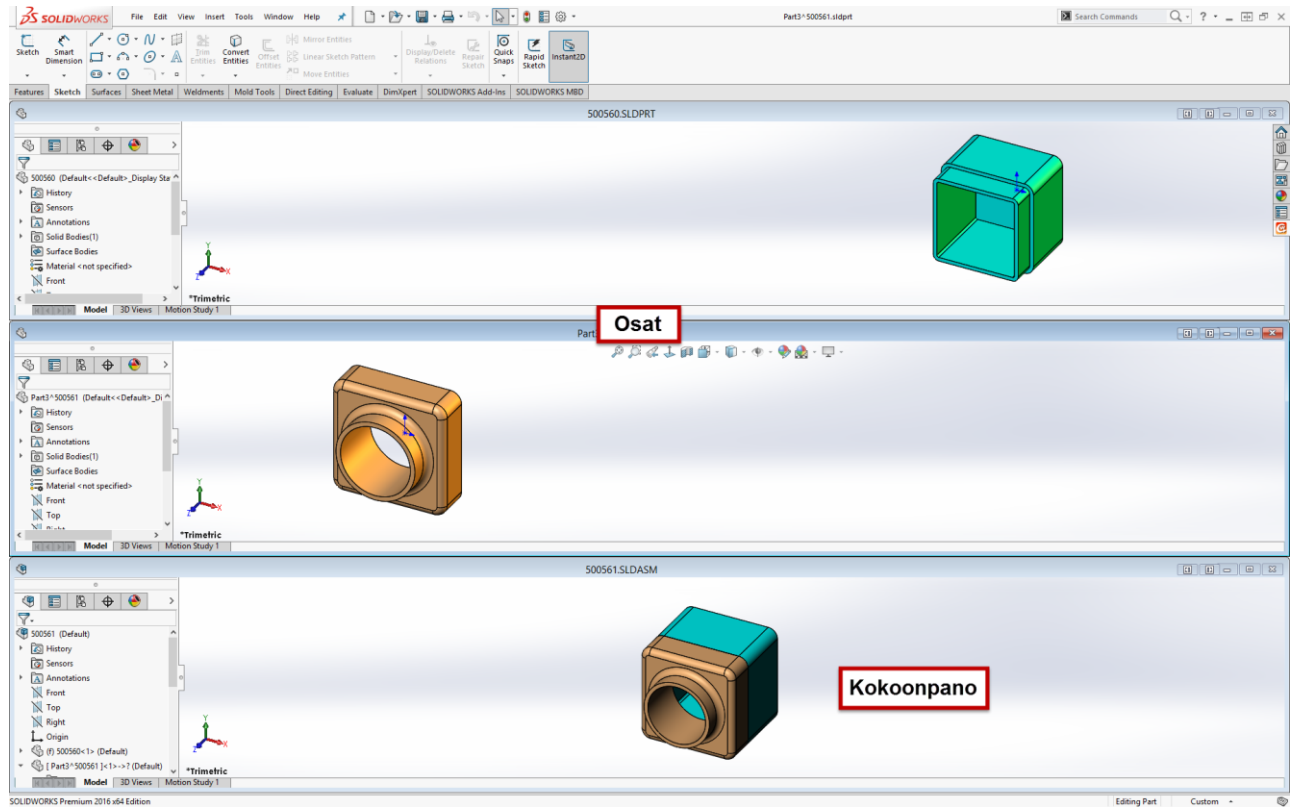 SOLIDWORKS File Edit View Insert Tools Window Help Part3^500561.sldprt Search Commands ?
Sketch Smart Dimension Trim Entities Convert Entities Offset Entities Mirror Entities Linear Sketch Pattern Move Entities Display/Delete Relations Repair Sketch Quick Snaps Rapid Sketch Instant2D
Features Sketch Surfaces Sheet Metal Weldments Mold Tools Direct Editing Evaluate DimXpert SOLIDWORKS Add-Ins SOLIDWORKS MBD
500560.SLDPRT
500560 (Default<<Default>_Display Sta
History
Sensors
Annotations
Solid Bodies(1)
Surface Bodies
Material <not specified>
Front
Y
X
Z
*Trimetric
Model 3D Views Motion Study 1
Osat
Part
Part3^500561 (Default<<Default>_Di
History
Sensors
Annotations
Solid Bodies(1)
Surface Bodies
Material <not specified>
Front
Top
Right
Y
X
Z
*Trimetric
Model 3D Views Motion Study 1
500561.SLDASM
500561 (Default)
History
Sensors
Annotations
Front
Top
Right
Origin
(f) 500560<1> (Default)
[ Part3^500561 ]<1>->? (Default)
Y
X
Z
*Trimetric
Kokoonpano
Model 3D Views Motion Study 1
SOLIDWORKS Premium 2016 x64 Edition Editing Part Custom